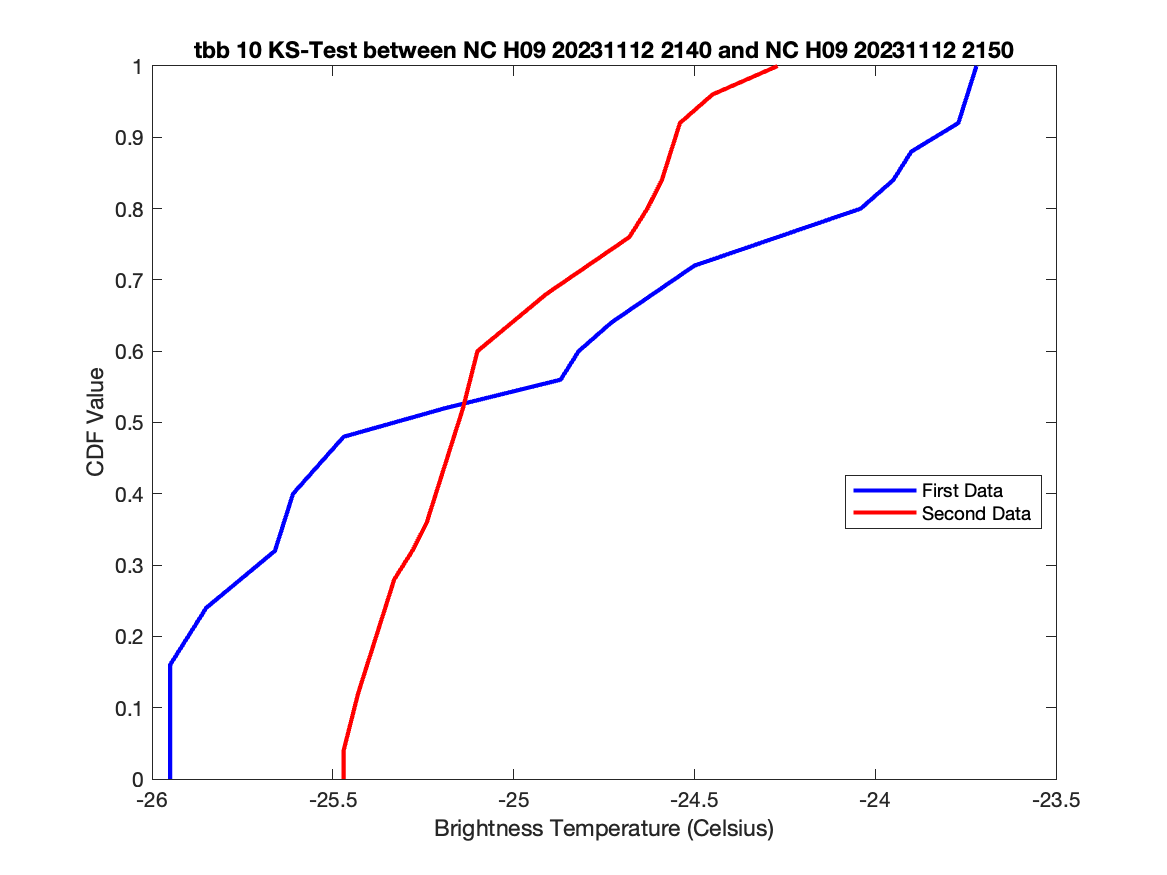 tbb 10 KS-Test between NC H09 20231112 2140 and NC H09 20231112 2150
1
0.9
0.8
0.7
0.6
0.5
0.4
0.3
0.2
0.1
0
CDF Value
First Data
Second Data
-26 -25.5 -25 -24.5 -24 -23.5
Brightness Temperature (Celsius)